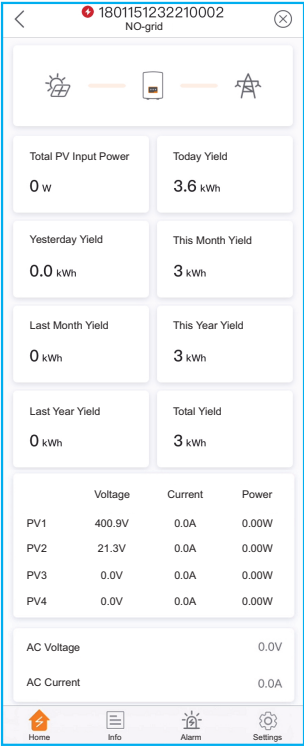 1801151232210002
NO-grid
Total PV Input Power
0 W
Today Yield
3.6 kWh
Yesterday Yield
0.0 kWh
This Month Yield
3 kWh
Last Month Yield
0 kWh
This Year Yield
3 kWh
Last Year Yield
0 kWh
Total Yield
3 kWh
Voltage Current Power
PV1 400.9V 0.0A 0.00W
PV2 21.3V 0.0A 0.00W
PV3 0.0V 0.0A 0.00W
PV4 0.0V 0.0A 0.00W
AC Voltage 0.0V
AC Current 0.0A
Home Info Alarm Settings